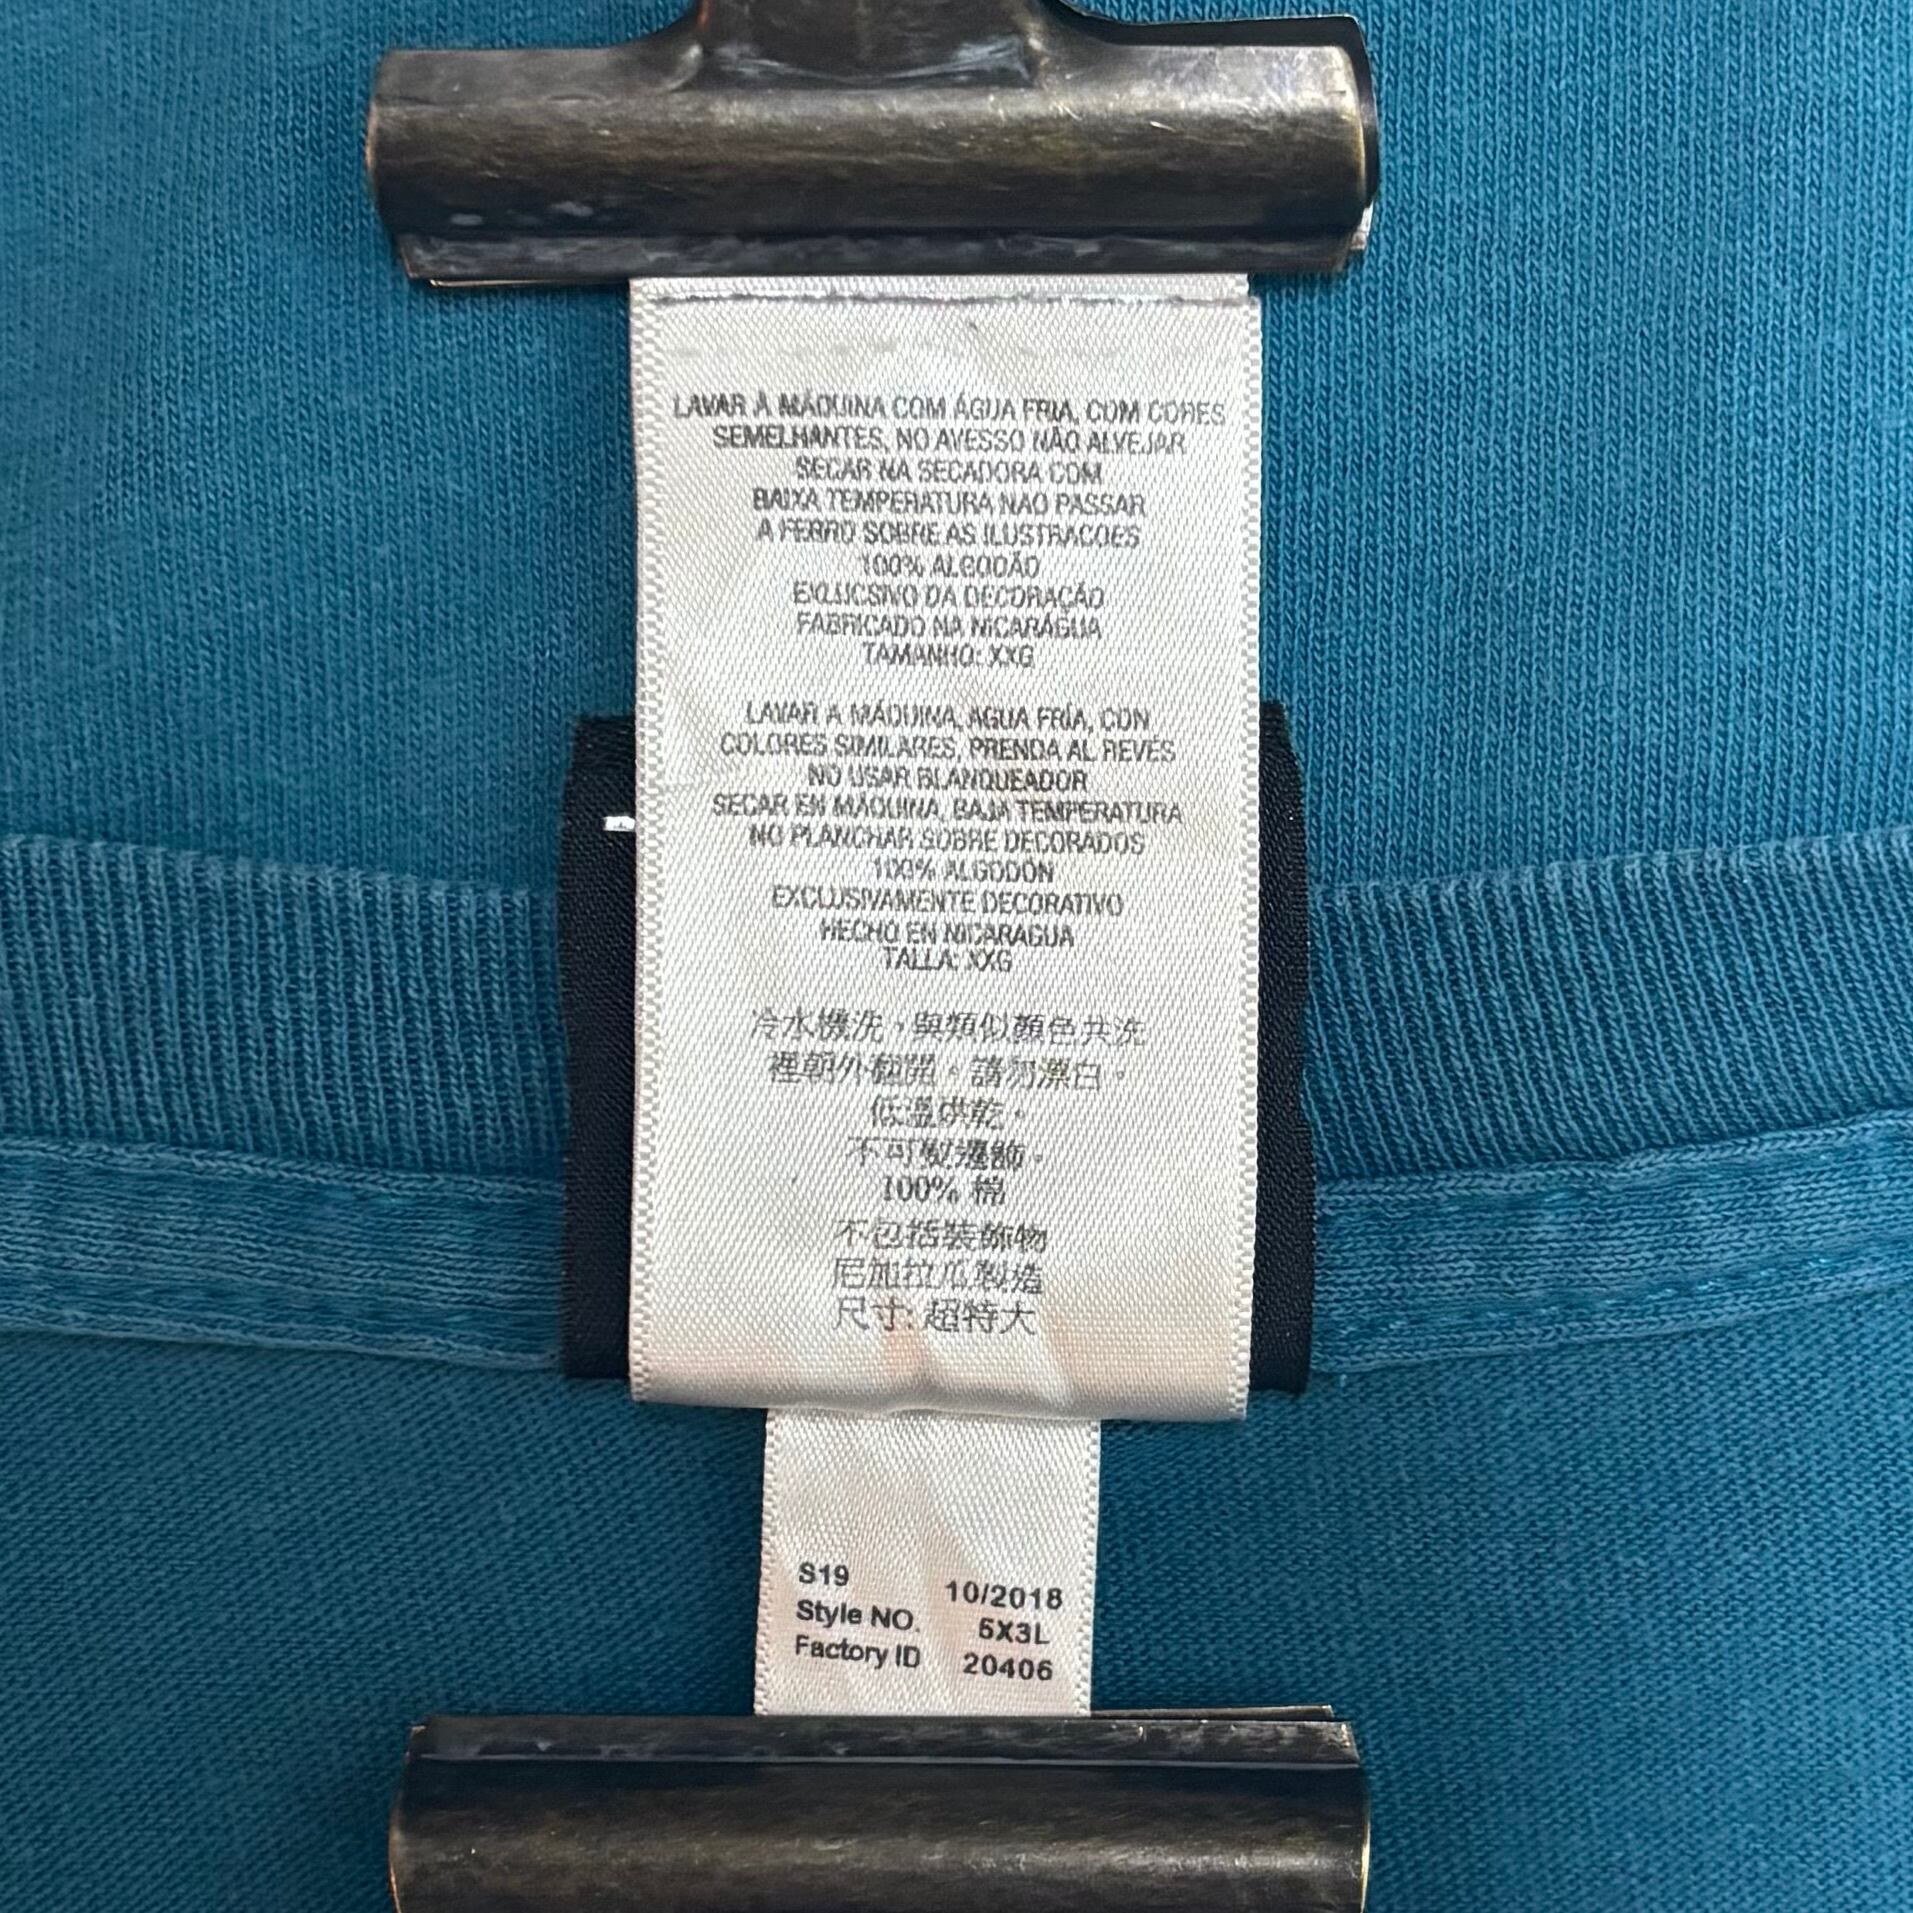 LAVAR À MÁQUINA COM ÁGUA FRIA, COM CORES
SEMELHANTES, NO AVESSO NÃO ALVEJAR
SECAR NA SECADORA COM
BAIXA TEMPERATURA NAO PASSAR
A FERRO SOBRE AS ILUSTRACOES
100% ALGODÃO
EXLUCSIVO DA DECORAÇÃO
FABRICADO NA NICARÁGUA
TAMANHO: XXG
LAVAR A MÁQUINA, AGUA FRÍA, CON
COLORES SIMILARES, PRENDA AL REVÉS
NO USAR BLANQUEADOR
SECAR EN MÁQUINA, BAJA TEMPERATURA
NO PLANCHAR SOBRE DECORADOS
100% ALGODÓN
EXCLUSIVAMENTE DECORATIVO
HECHO EN NICARAGUA
TALLA: XXG
冷水機洗，與類似顏色共洗
裡朝外翻開。請勿漂白。
低溫烘乾。
不可熨邊飾。
100% 棉
不包括裝飾物
尼加拉瓜製造
尺寸: 超特大
S19 10/2018
Style NO. 5X3L
Factory ID 20406